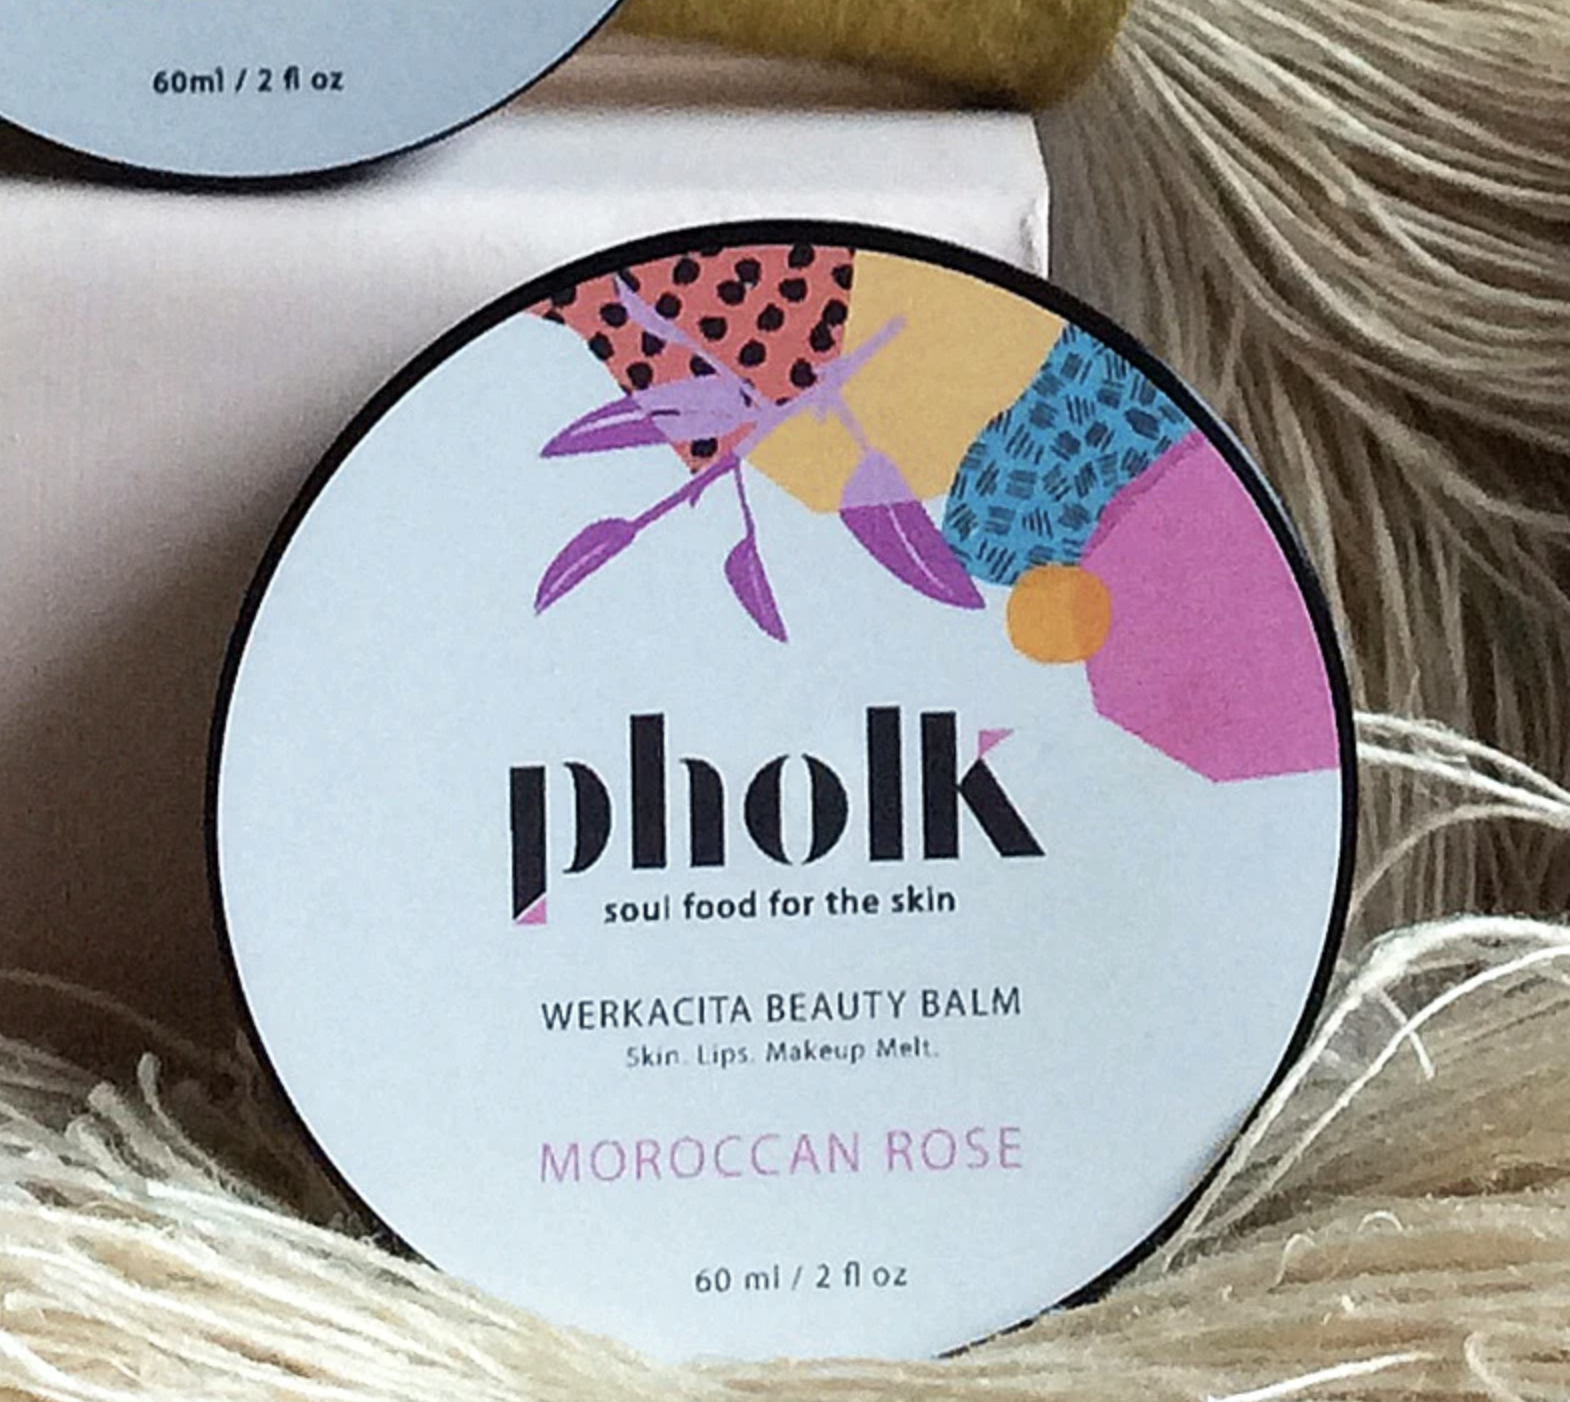 60ml / 2 fl oz
pholk
soul food for the skin
WERKACITA BEAUTY BALM
Skin. Lips. Makeup Melt.
MOROCCAN ROSE
60 ml / 2 fl oz